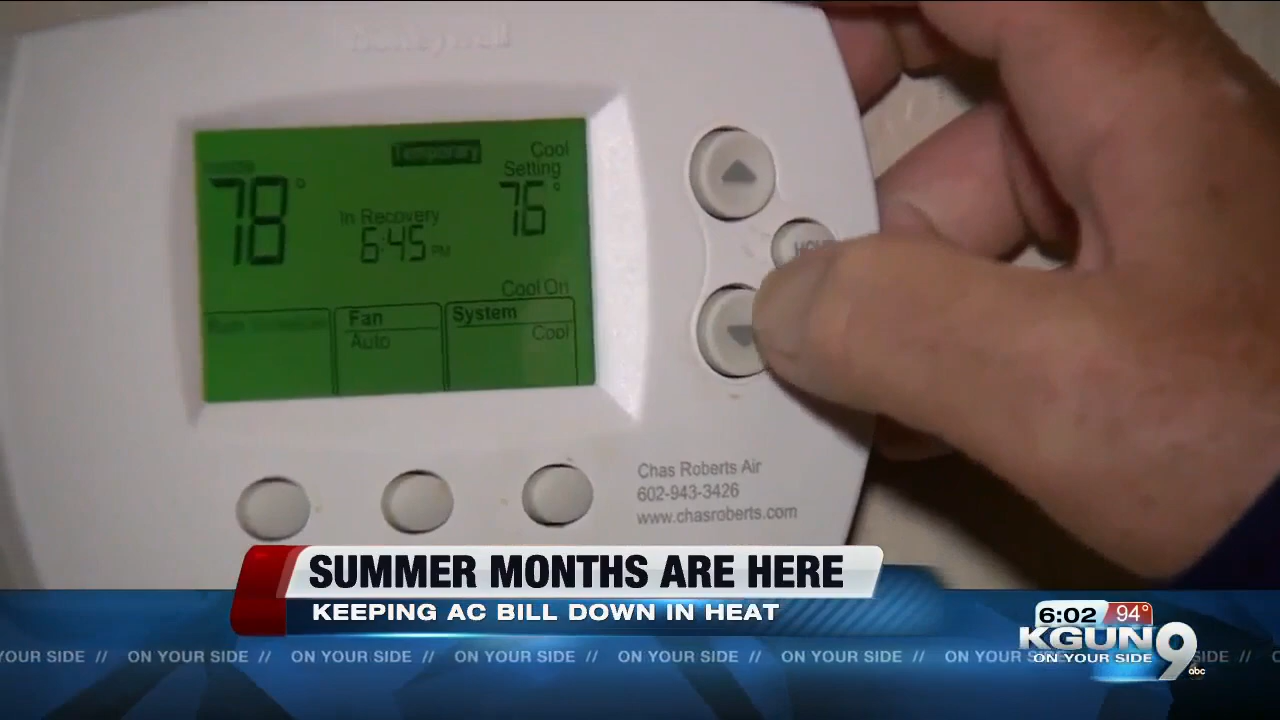 Honeywell
Temporary
Cool
Setting
78°
76°
In Recovery
6:45 PM
Cool On
Fan
System
Auto
Cool
Chas Roberts Air
602-943-3426
www.chasroberts.com
SUMMER MONTHS ARE HERE
KEEPING AC BILL DOWN IN HEAT
6:02 94°
KGUN9
ON YOUR SIDE
abc
YOUR SIDE // ON YOUR SIDE // ON YOUR SIDE // ON YOUR SIDE // ON YOUR SIDE // ON YOUR SIDE // ON YOUR SIDE //